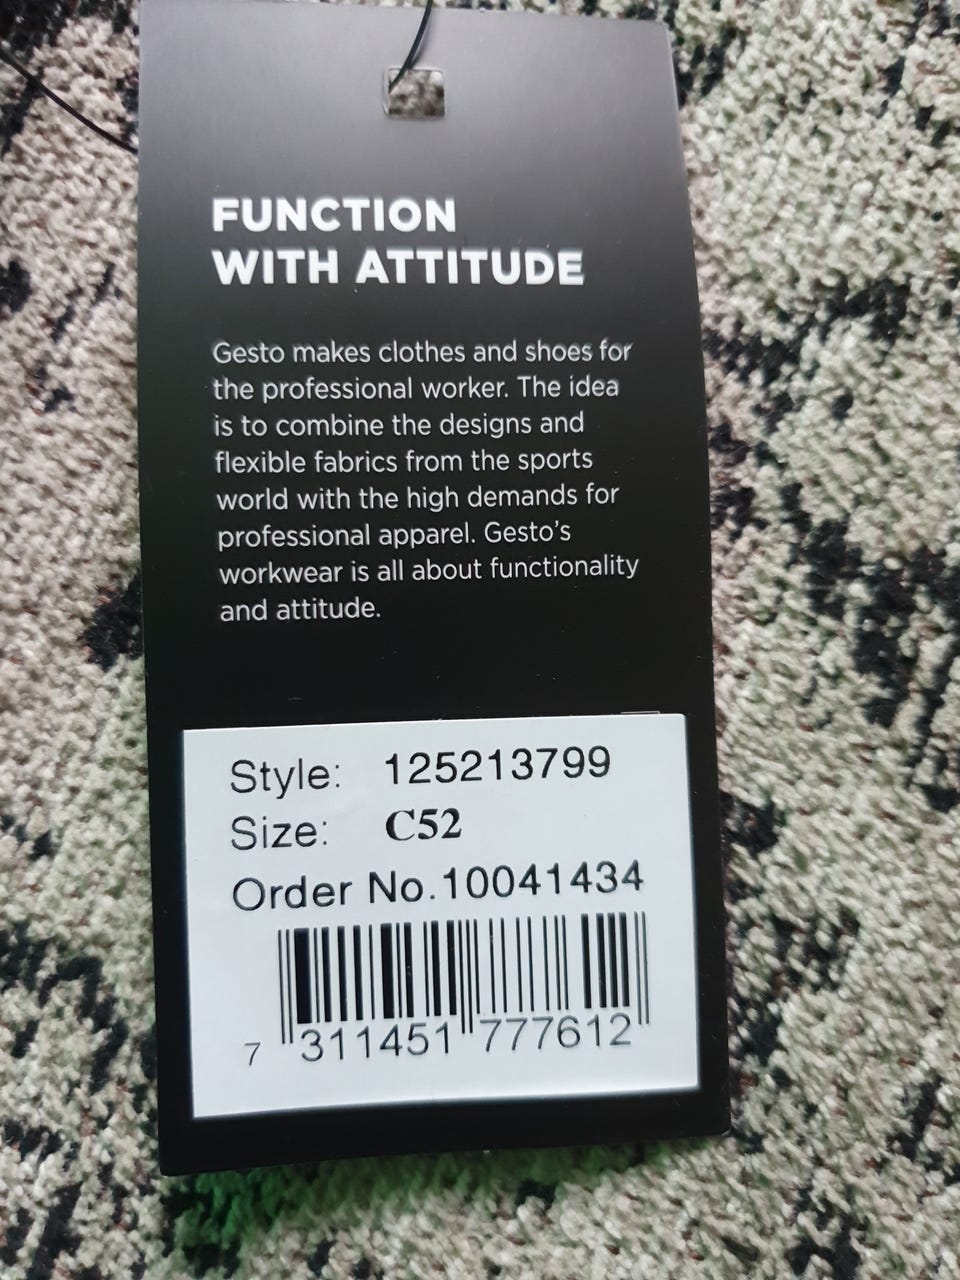 FUNCTION
WITH ATTITUDE
Gesto makes clothes and shoes for
the professional worker. The idea
is to combine the designs and
flexible fabrics from the sports
world with the high demands for
professional apparel. Gesto's
workwear is all about functionality
and attitude.
Style: 125213799
Size: C52
Order No.10041434
7 311451 777612